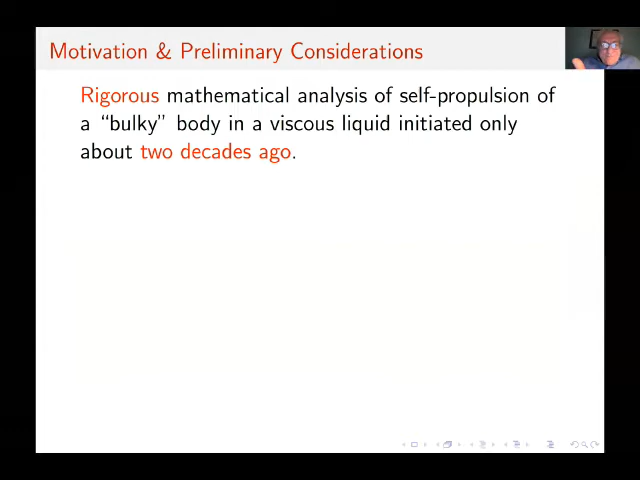 Motivation & Preliminary Considerations
Rigorous mathematical analysis of self-propulsion of
a “bulky” body in a viscous liquid initiated only
about two decades ago.